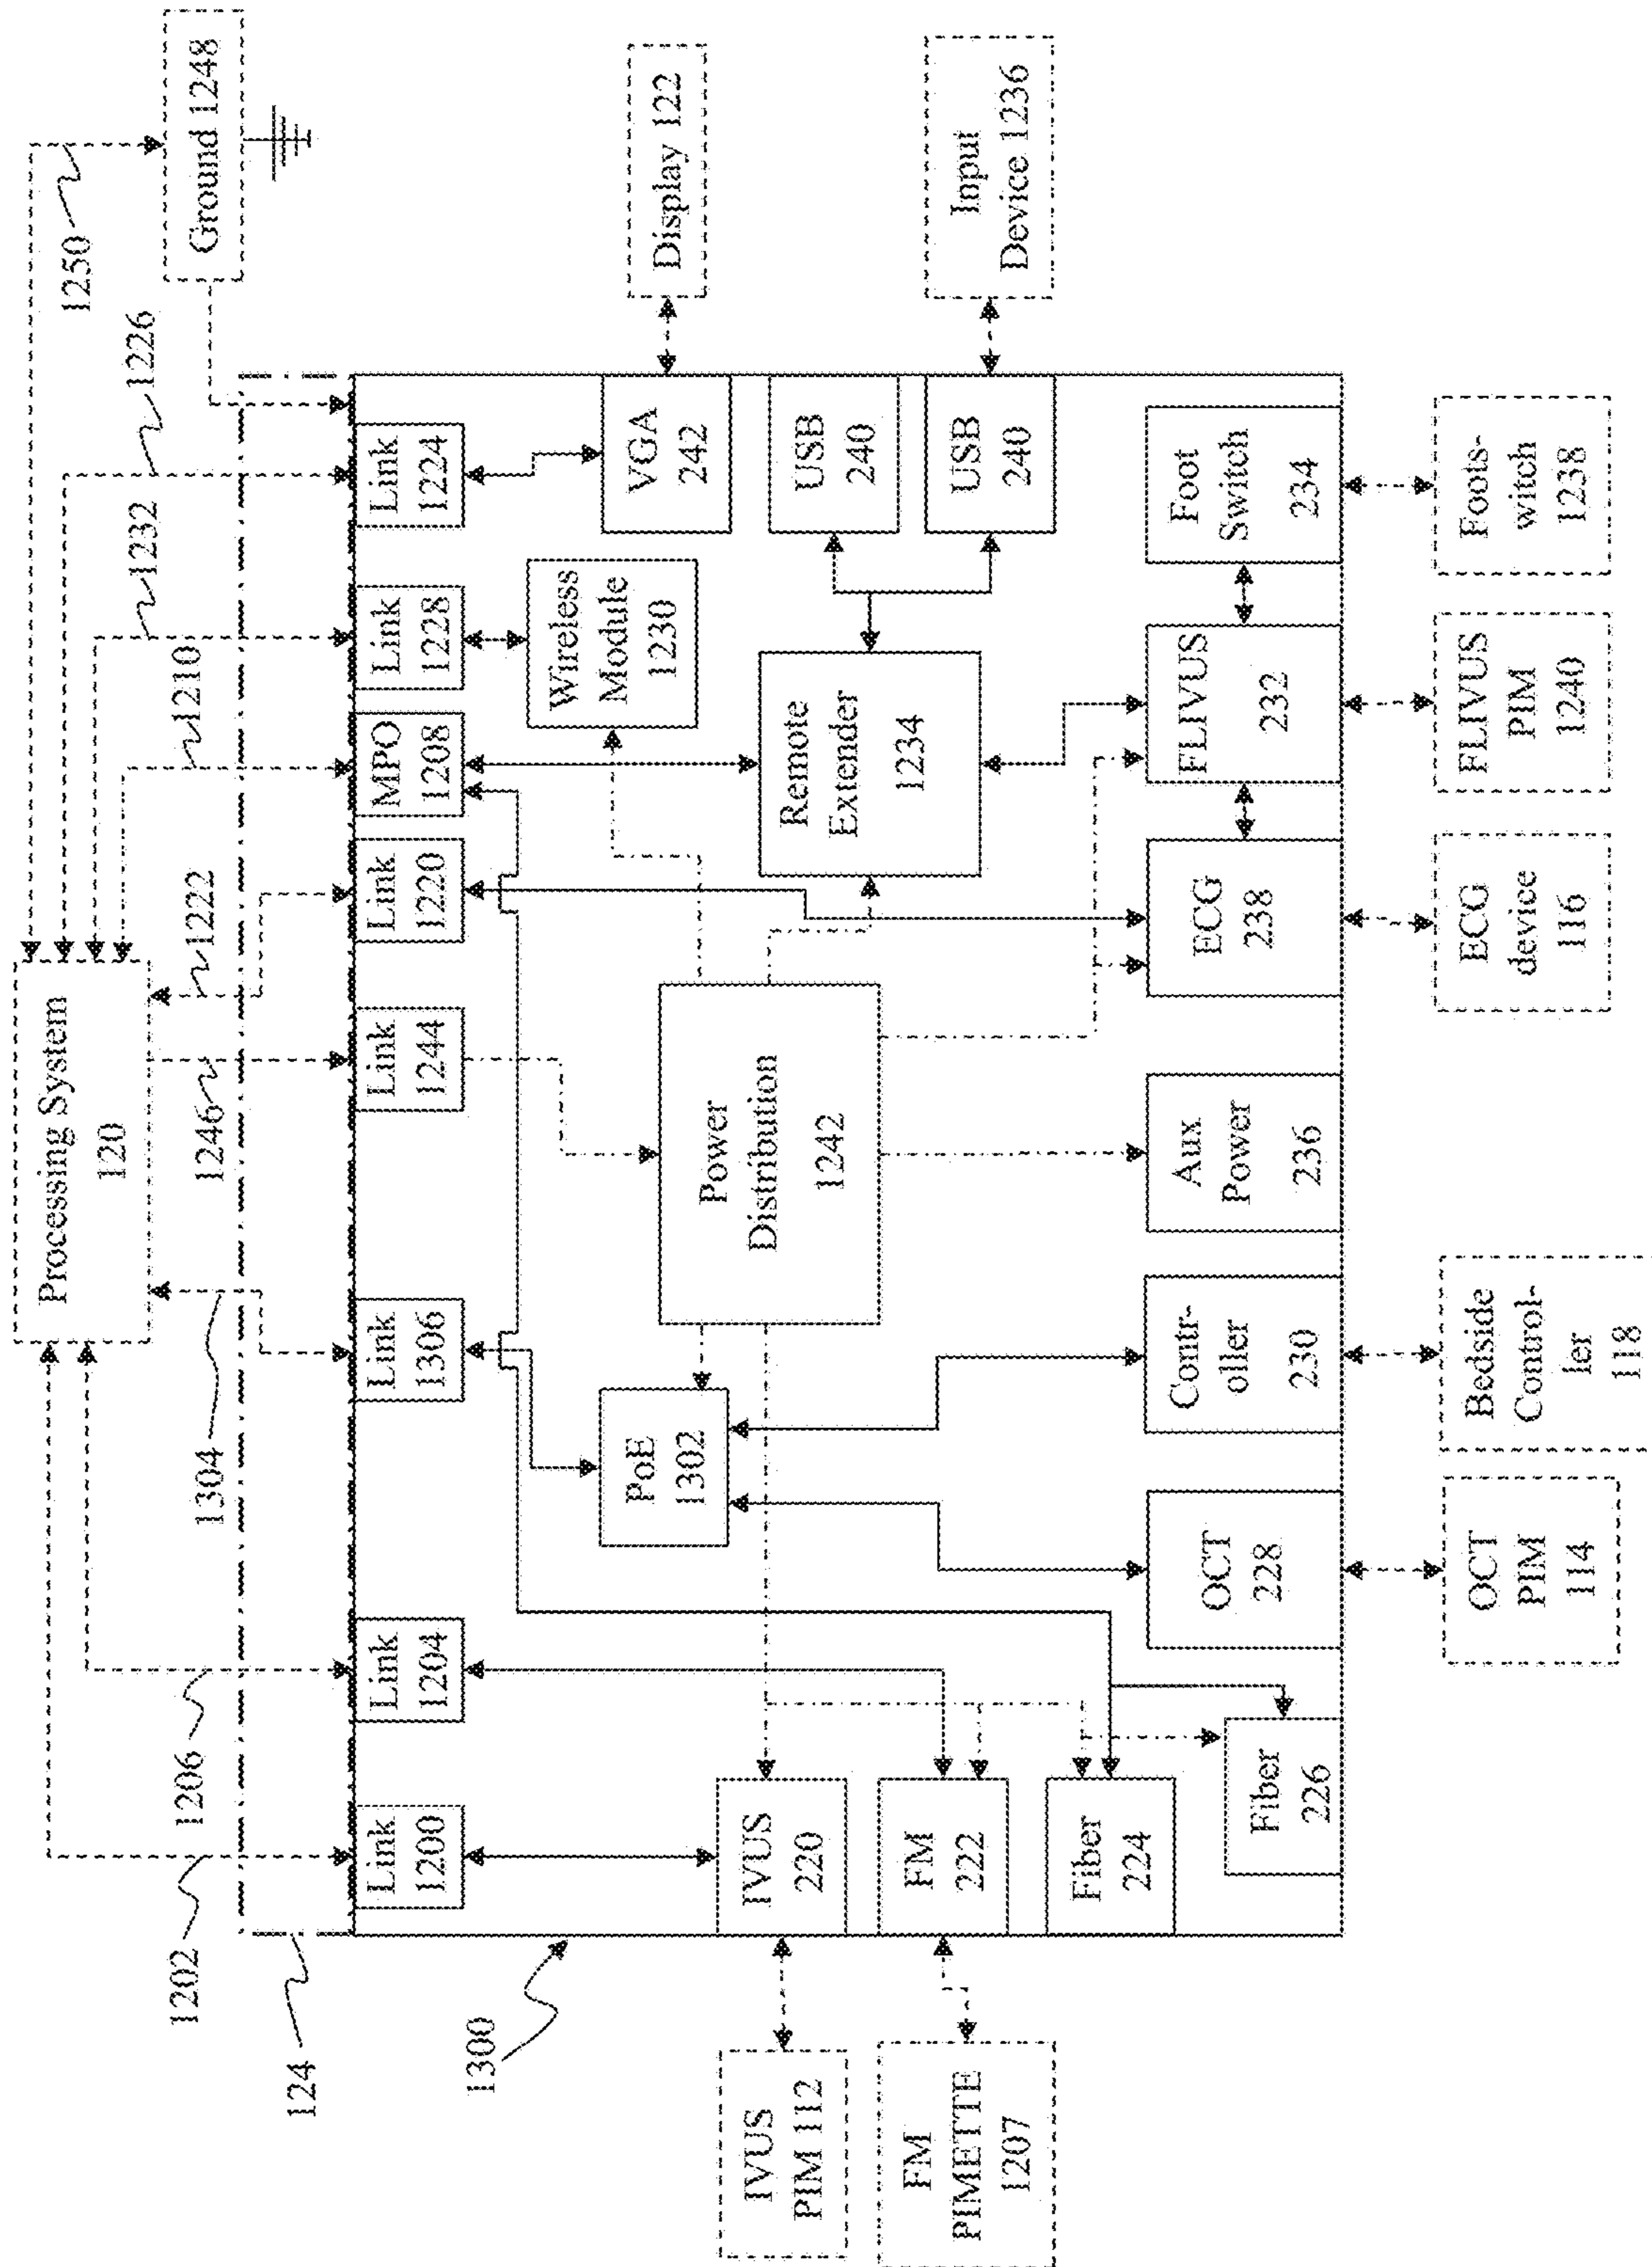 Processing System
120
Ground 1248
1250
1226
1232
1210
1222
1246
1304
1206
1202
124
1300
Link
1200
Link
1204
Link
1306
Link
1244
Link
1220
MPO
1208
Link
1228
Link
1224
Wireless
Module
1230
VGA
242
Display 122
USB
240
USB
240
Input
Device 1236
Remote
Extender
1234
Power
Distribution
1242
PoE
1302
IVUS
220
IVUS
PIM 112
FM
222
FM
PIMETTE
1207
Fiber
224
Fiber
226
OCT
228
Contr-
oller
230
Aux
Power
236
ECG
238
FLIVUS
232
Foot
Switch
234
OCT
PIM
114
Bedside
Control-
ler
118
ECG
device
116
FLIVUS
PIM
1240
Foots-
witch
1238